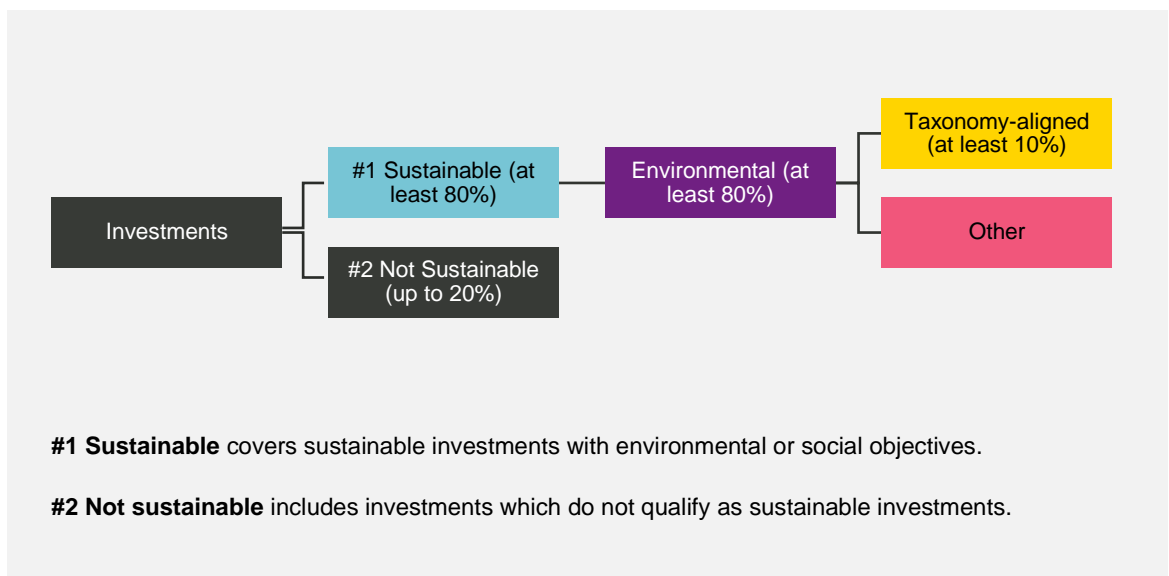 Taxonomy-aligned
(at least 10%)
#1 Sustainable (at
least 80%)
Environmental (at
least 80%)
Investments
Other
#2 Not Sustainable
(up to 20%)
#1 Sustainable covers sustainable investments with environmental or social objectives.
#2 Not sustainable includes investments which do not qualify as sustainable investments.